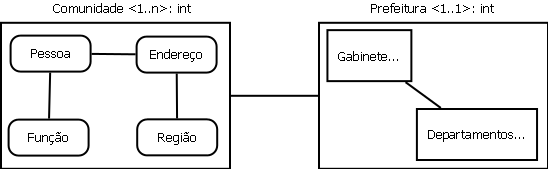 Comunidade <1..n>: int
Prefeitura <1..1>: int
Pessoa
Endereço
Gabinete...
Função
Região
Departamentos...